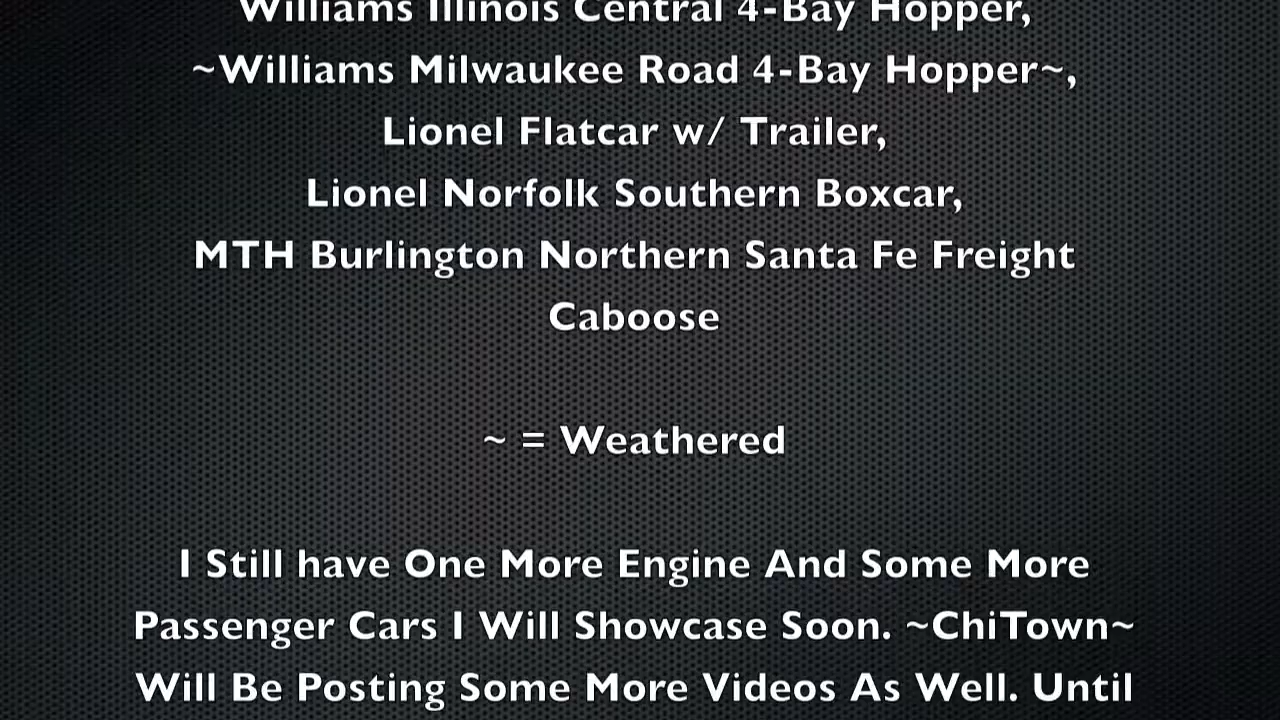 Williams Illinois Central 4-Bay Hopper,
~Williams Milwaukee Road 4-Bay Hopper~,
Lionel Flatcar w/ Trailer,
Lionel Norfolk Southern Boxcar,
MTH Burlington Northern Santa Fe Freight
Caboose
~ = Weathered
I Still have One More Engine And Some More
Passenger Cars I Will Showcase Soon. ~ChiTown~
Will Be Posting Some More Videos As Well. Until